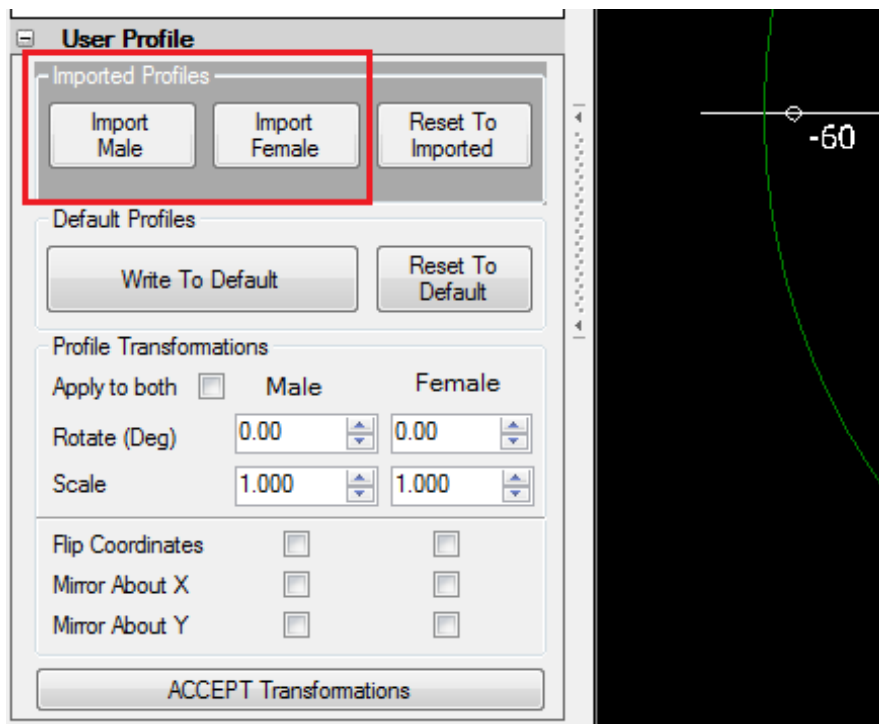 User Profile
Imported Profiles
Import Male
Import Female
Reset To Imported
-60
Default Profiles
Write To Default
Reset To Default
Profile Transformations
Apply to both Male Female
Rotate (Deg) 0.00 0.00
Scale 1.000 1.000
Flip Coordinates
Mirror About X
Mirror About Y
ACCEPT Transformations